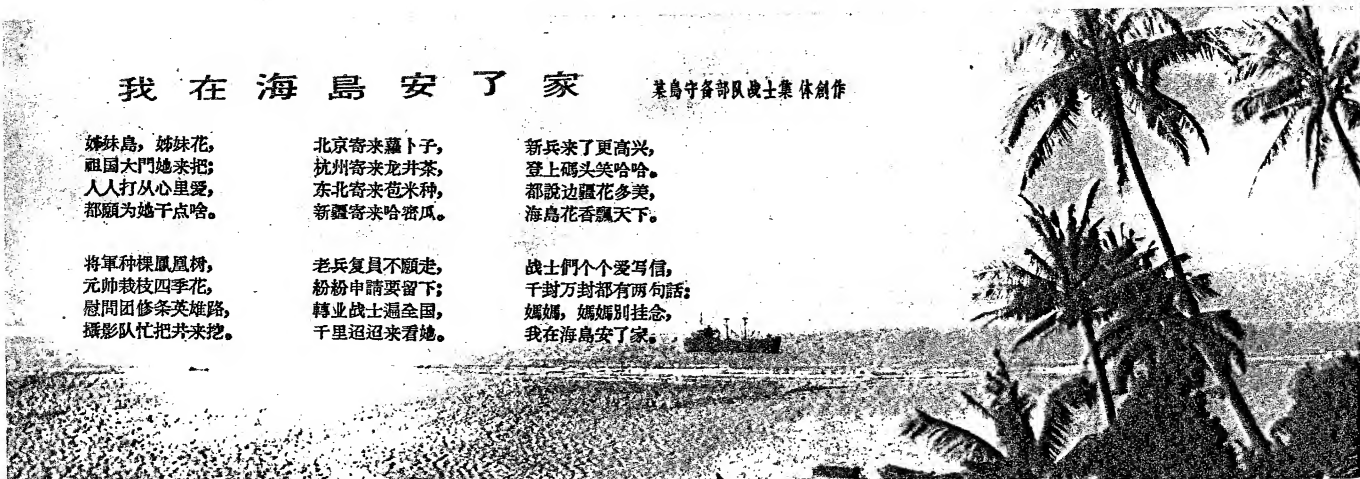 我在海島安了家
某島守备部队战士集体創作
姊妹島，姊妹花，
祖国大門她来把；
人人打从心里爱，
都願为她干点啥。
将軍种棵鳳凰树，
元帅栽枝四季花，
慰問团修条英雄路，
攝影队忙把井来挖。
北京寄来蘿卜子，
杭州寄来龙井茶，
东北寄来苞米种，
新疆寄来哈密瓜。
老兵复員不願走，
紛紛申請要留下；
轉业战士遍全国，
千里迢迢来看她。
新兵来了更高兴，
登上碼头笑哈哈。
都說边疆花多美，
海島花香飄天下。
战士們个个爱写信，
千封万封都有两句話；
媽媽，媽媽別挂念，
我在海島安了家。